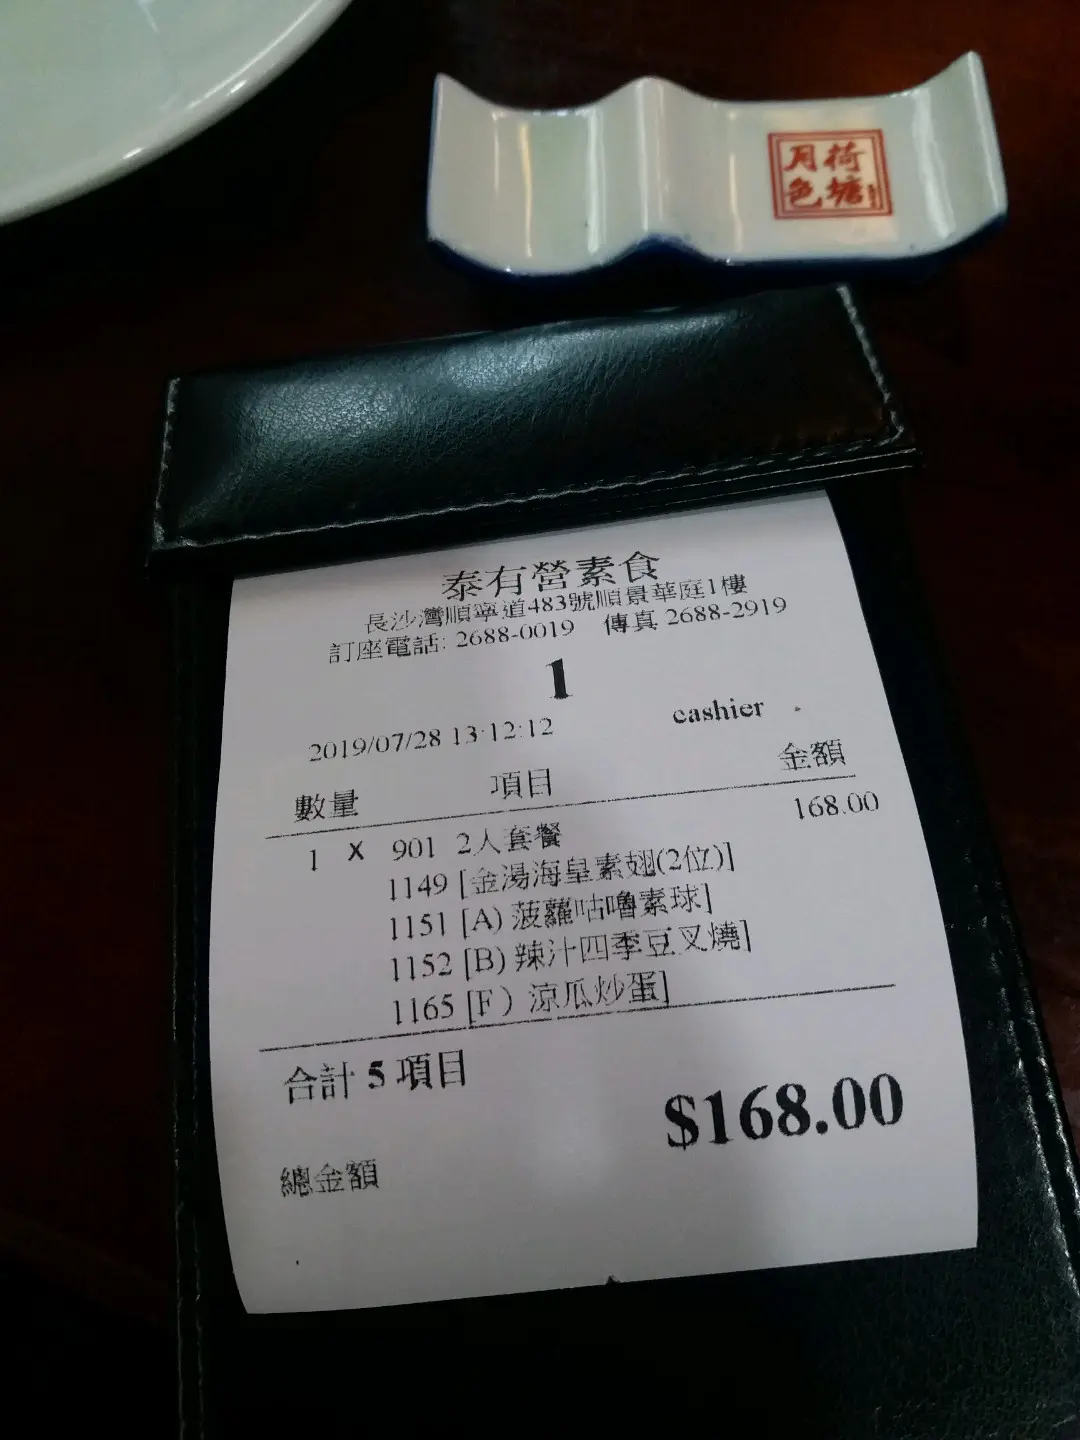 荷塘
月色
泰有營素食
長沙灣順寧道483號順景華庭1樓
訂座電話: 2688-0019 傳真 2688-2919
1
2019/07/28 13:12:12 cashier
數量 項目 金額
1 X 901 2人套餐 168.00
1149 [金湯海皇素翅(2位)]
1151 [A) 菠蘿咕嚕素球]
1152 [B) 辣汁四季豆叉燒]
1165 [F) 涼瓜炒蛋]
合計 5 項目
$168.00
總金額